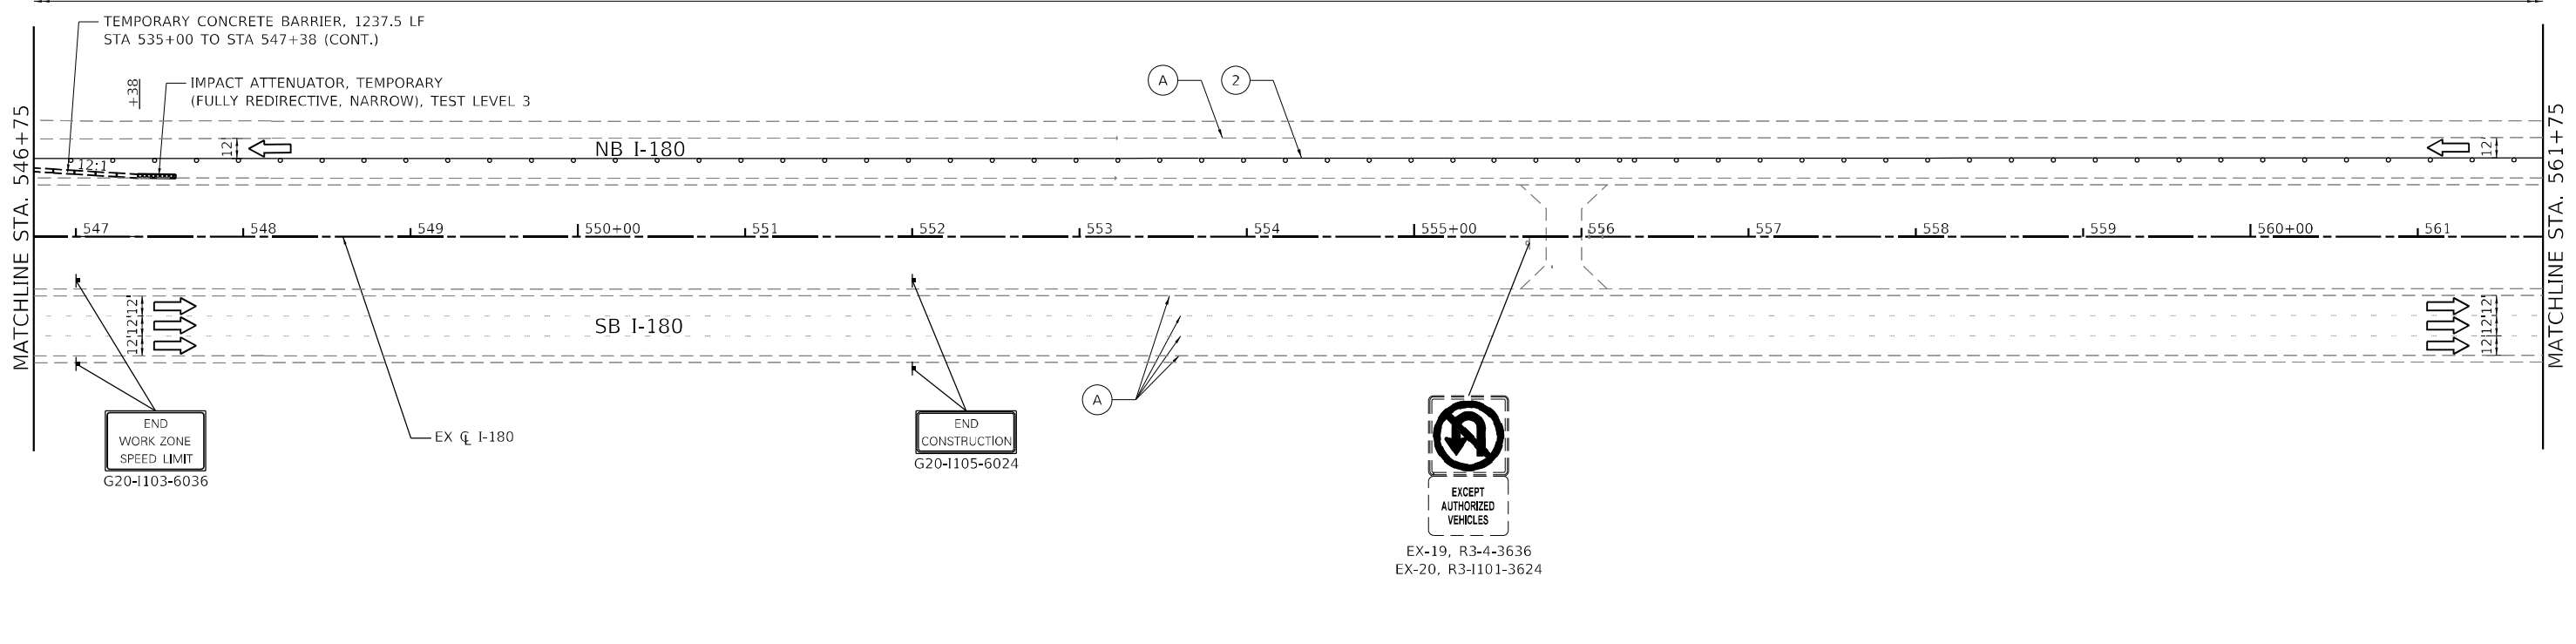 TEMPORARY CONCRETE BARRIER, 1237.5 LF
STA 535+00 TO STA 547+38 (CONT.)
+38
IMPACT ATTENUATOR, TEMPORARY
(FULLY REDIRECTIVE, NARROW), TEST LEVEL 3
A
2
MATCHLINE STA. 546+75
MATCHLINE STA. 561+75
12'
NB I-180
12'
12:1
547
548
549
550+00
551
552
553
554
555+00
556
557
558
559
560+00
561
12'
12'
12'
SB I-180
12'
12'
12'
A
END
WORK ZONE
SPEED LIMIT
G20-I103-6036
EX ℄ I-180
END
CONSTRUCTION
G20-I105-6024
EXCEPT
AUTHORIZED
VEHICLES
EX-19, R3-4-3636
EX-20, R3-I101-3624